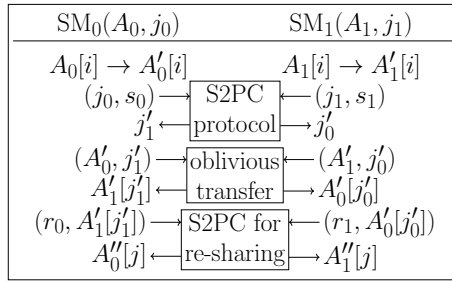 SM₀(A₀, j₀) SM₁(A₁, j₁)
A₀[i] → A′₀[i] A₁[i] → A′₁[i]
(j₀, s₀) S2PC (j₁, s₁)
j′₁ protocol j′₀
(A′₀, j′₁) oblivious (A′₁, j′₀)
A′₁[j′₁] transfer A′₀[j′₀]
(r₀, A′₁[j′₁]) S2PC for (r₁, A′₀[j′₀])
A″₀[j] re-sharing A″₁[j]